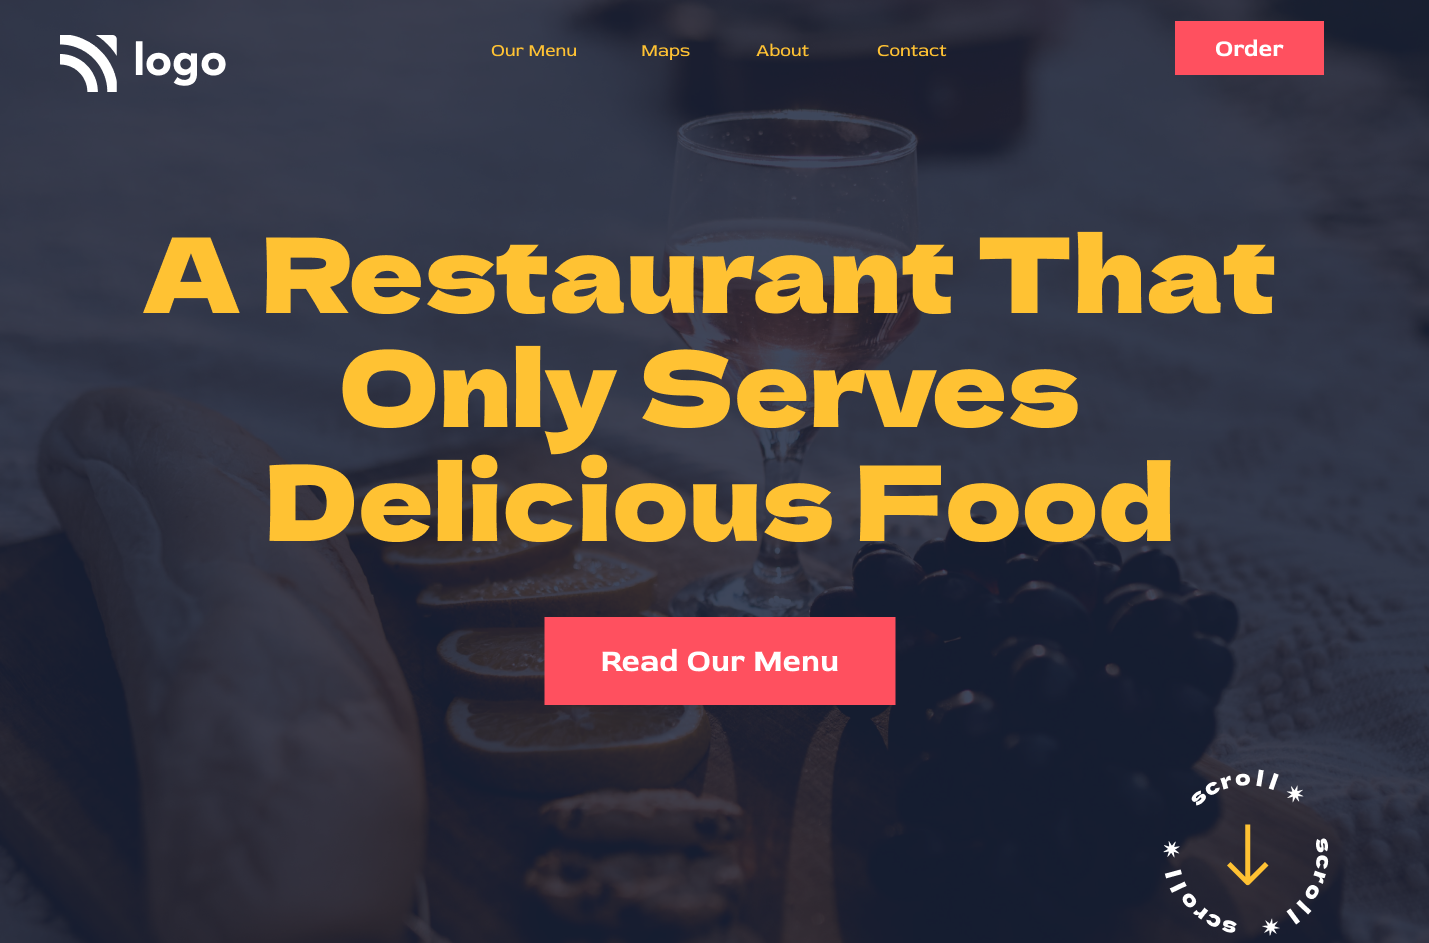 logo
Our Menu
Maps
About
Contact
Order
A Restaurant That
Only Serves
Delicious Food
Read Our Menu
scroll
scroll
scroll